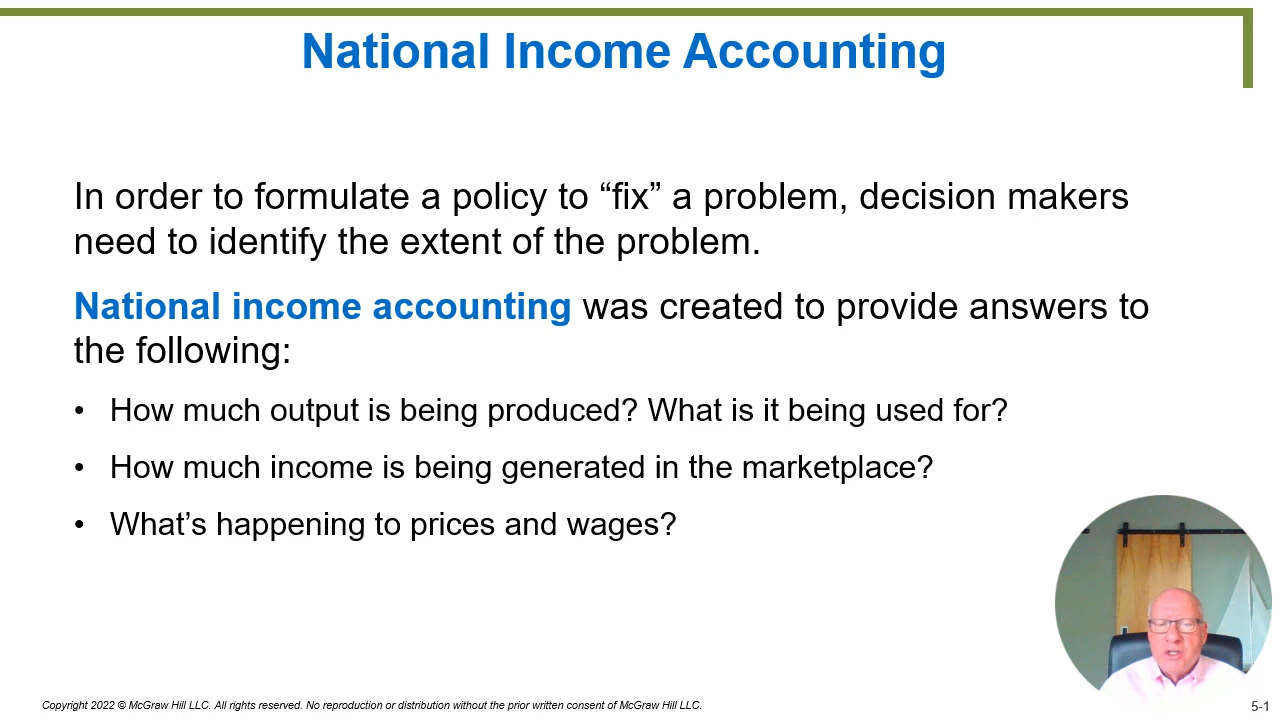 National Income Accounting
In order to formulate a policy to “fix” a problem, decision makers
need to identify the extent of the problem.
National income accounting was created to provide answers to
the following:
• How much output is being produced? What is it being used for?
• How much income is being generated in the marketplace?
• What’s happening to prices and wages?
Copyright 2022 © McGraw Hill LLC. All rights reserved. No reproduction or distribution without the prior written consent of McGraw Hill LLC.
5-1